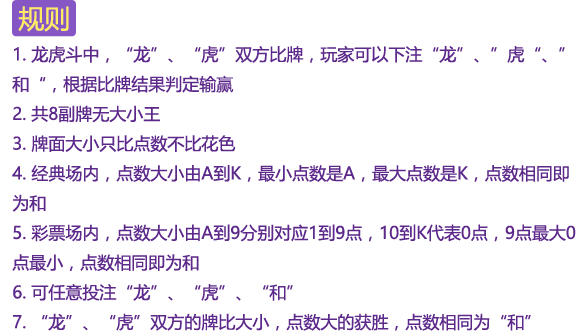 规则
1. 龙虎斗中，“龙”、“虎”双方比牌，玩家可以下注“龙”、”虎“、”
和“，根据比牌结果判定输赢
2. 共8副牌无大小王
3. 牌面大小只比点数不比花色
4. 经典场内，点数大小由A到K，最小点数是A，最大点数是K，点数相同即
为和
5. 彩票场内，点数大小由A到9分别对应1到9点，10到K代表0点，9点最大0
点最小，点数相同即为和
6. 可任意投注“龙”、“虎”、“和”
7. “龙”、“虎”双方的牌比大小，点数大的获胜，点数相同为“和”